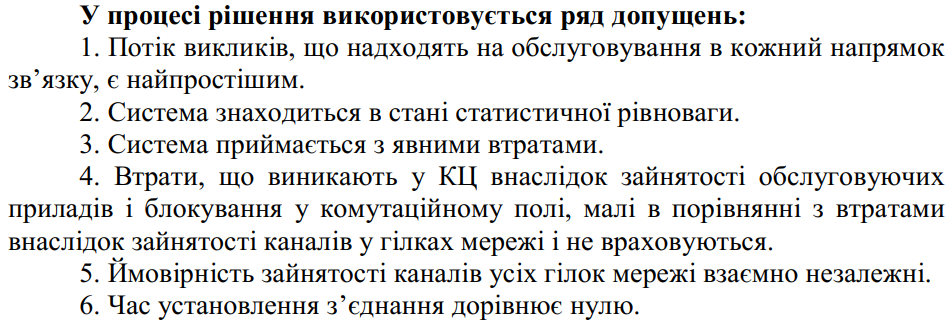 У процесі рішення використовується ряд допущень:
1. Потік викликів, що надходять на обслуговування в кожний напрямок
зв’язку, є найпростішим.
2. Система знаходиться в стані статистичної рівноваги.
3. Система приймається з явними втратами.
4. Втрати, що виникають у КЦ внаслідок зайнятості обслуговуючих
приладів і блокування у комутаційному полі, малі в порівнянні з втратами
внаслідок зайнятості каналів у гілках мережі і не враховуються.
5. Ймовірність зайнятості каналів усіх гілок мережі взаємно незалежні.
6. Час установлення з’єднання дорівнює нулю.